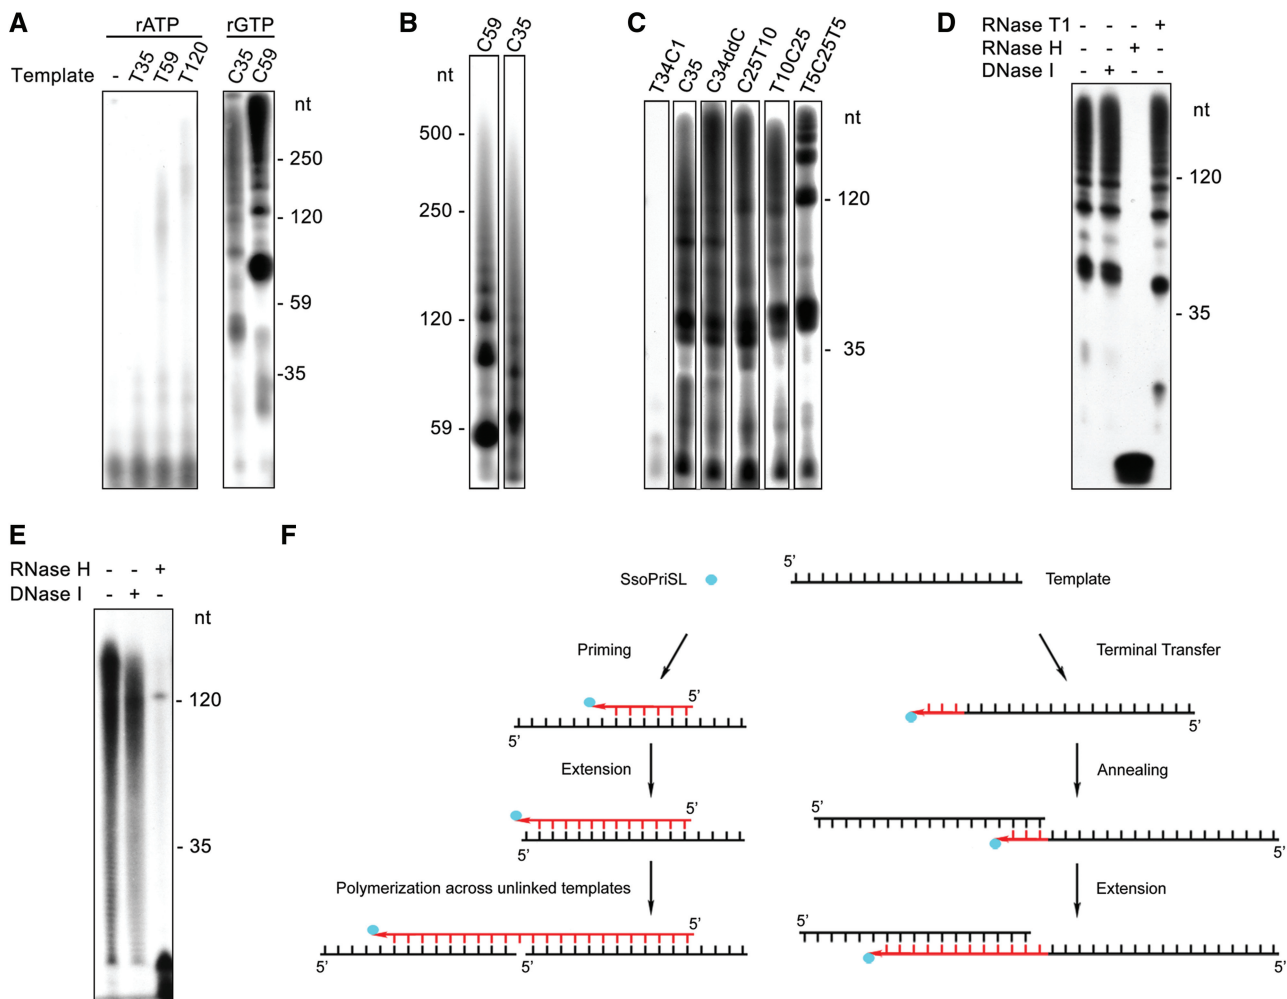 A
rATP
rGTP
Template
-
T35
T59
T120
C35
C59
nt
- 250
- 120
- 59
-35
B
C59
C35
nt
500 -
250 -
120 -
59 -
C
T34C1
C35
C34ddC
C25T10
T10C25
T5C25T5
nt
- 120
- 35
D
RNase T1 - - - +
RNase H - - + -
DNase I - + - -
nt
- 120
- 35
E
RNase H - - +
DNase I - + -
nt
- 120
- 35
F
SsoPriSL
5'
Template
Priming
Terminal Transfer
5'
5'
5'
Extension
Annealing
5'
5'
5'
5'
Polymerization across unlinked templates
Extension
5'
5'
5'
5'
5'